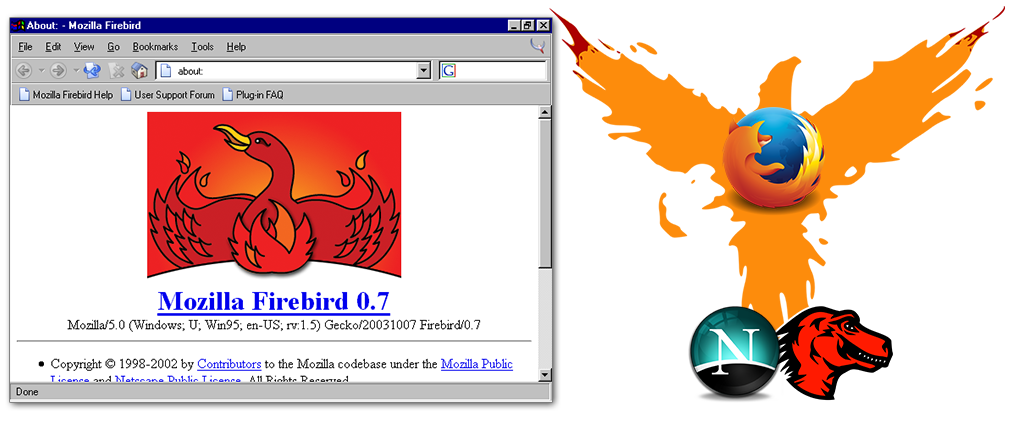 About: - Mozilla Firebird
File Edit View Go Bookmarks Tools Help
about:
G
Mozilla Firebird Help User Support Forum Plug-in FAQ
Mozilla Firebird 0.7
Mozilla/5.0 (Windows; U; Win95; en-US; rv:1.5) Gecko/20031007 Firebird/0.7
Copyright © 1998-2002 by Contributors to the Mozilla codebase under the Mozilla Public
License and Netscape Public License. All Rights Reserved.
Done
N